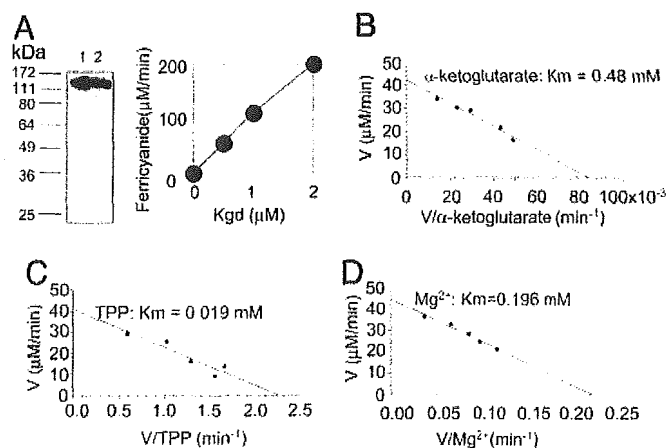 A
kDa
1 2
172
111
80
64
49
36
25
Ferricyanide(μM/min)
200
100
0
0 1 2
Kgd (μM)
B
V (μM/min)
50
40
30
20
10
0
α-ketoglutarate: Km = 0.48 mM
0 20 40 60 80 100x10-3
V/α-ketoglutarate (min-1)
C
V (μM/min)
50
40
30
20
10
0
TPP: Km = 0 019 mM
0.0 0.5 1.0 1.5 2.0 2.5
V/TPP (min-1)
D
V (μM/min)
50
40
30
20
10
0
Mg2+: Km=0.196 mM
0.00 0.05 0.10 0.15 0.20 0.25
V/Mg2+(min-1)